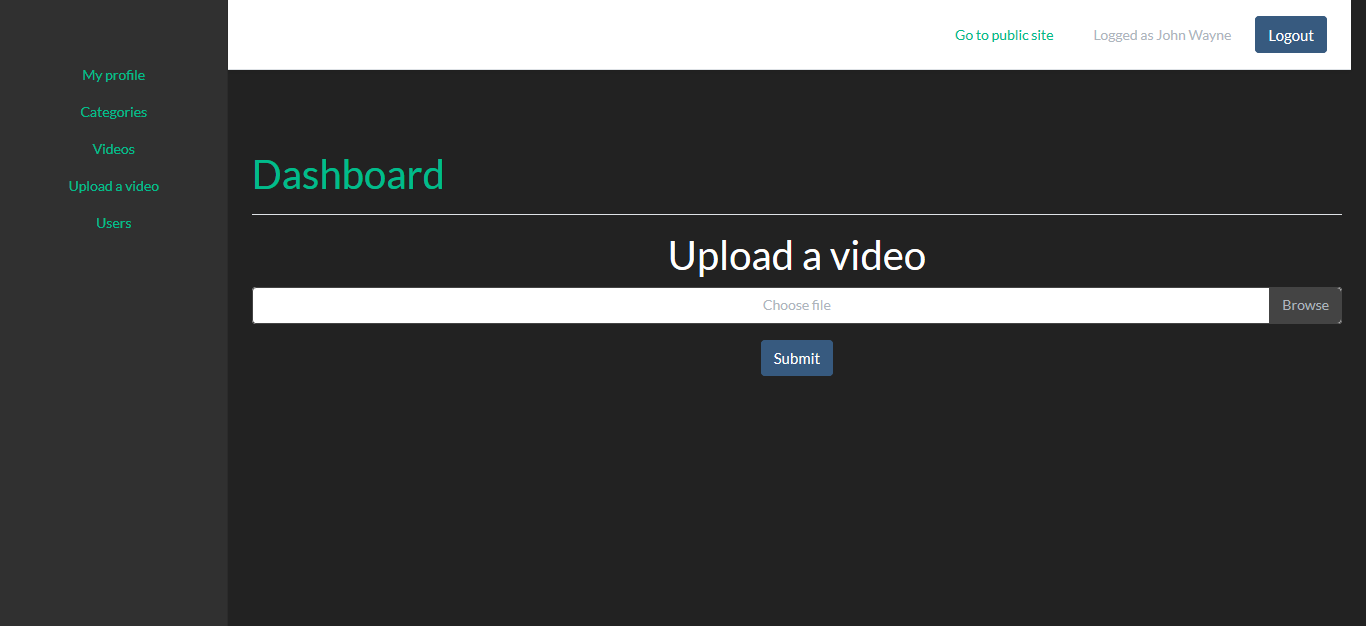 Go to public site Logged as John Wayne Logout
My profile
Categories
Videos
Upload a video
Users
Dashboard
Upload a video
Choose file Browse
Submit